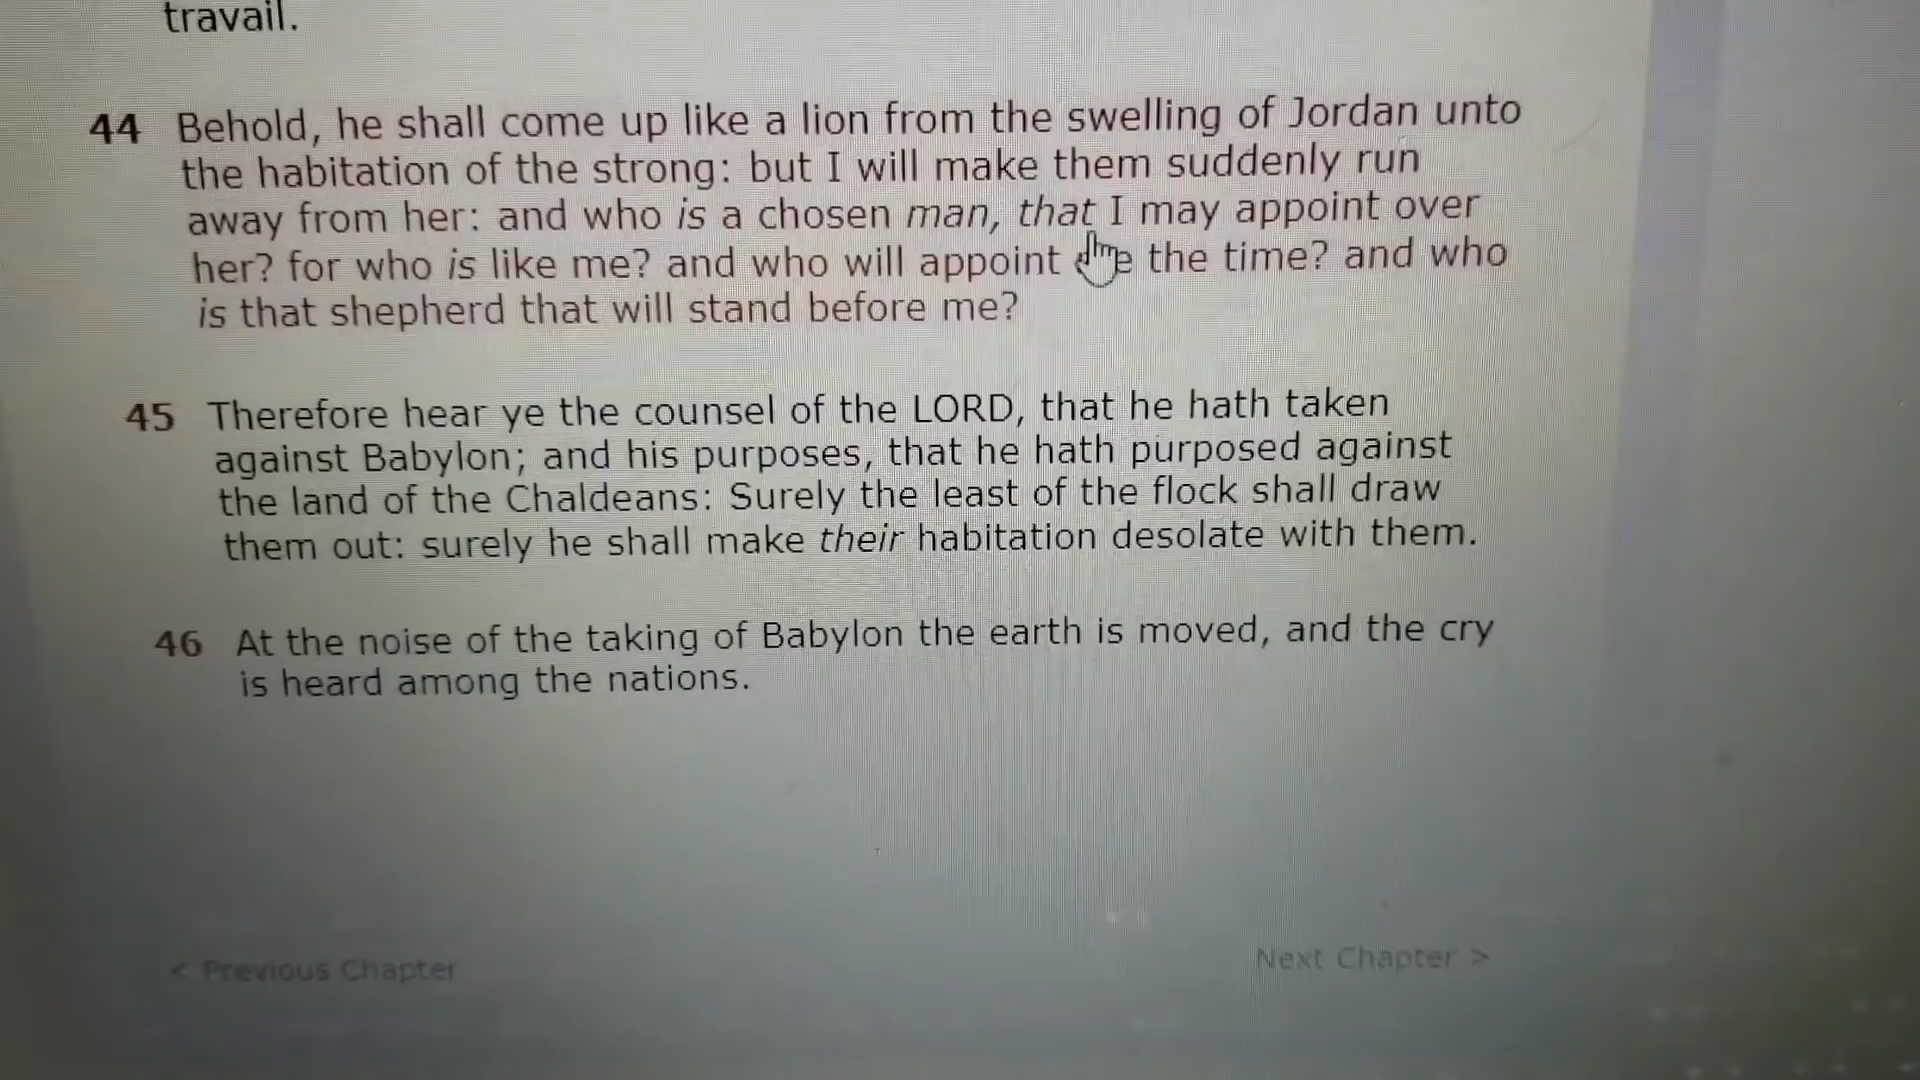 travail.
44 Behold, he shall come up like a lion from the swelling of Jordan unto
the habitation of the strong: but I will make them suddenly run
away from her: and who is a chosen man, that I may appoint over
her? for who is like me? and who will appoint me the time? and who
is that shepherd that will stand before me?
45 Therefore hear ye the counsel of the LORD, that he hath taken
against Babylon; and his purposes, that he hath purposed against
the land of the Chaldeans: Surely the least of the flock shall draw
them out: surely he shall make their habitation desolate with them.
46 At the noise of the taking of Babylon the earth is moved, and the cry
is heard among the nations.
< Previous Chapter
Next Chapter >